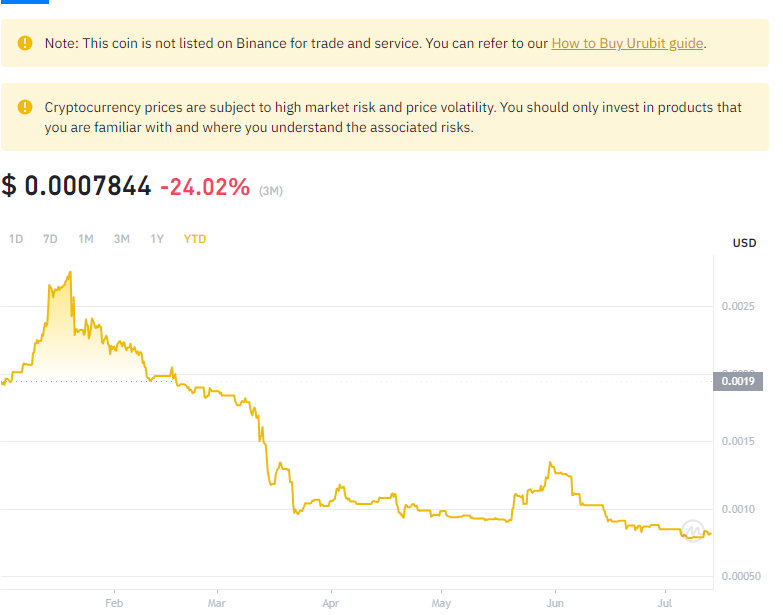 Note: This coin is not listed on Binance for trade and service. You can refer to our How to Buy Urubit guide.
Cryptocurrency prices are subject to high market risk and price volatility. You should only invest in products that
you are familiar with and where you understand the associated risks.
$ 0.0007844 -24.02% (3M)
1D 7D 1M 3M 1Y YTD
USD
0.0025
0.0019
0.0015
0.0010
0.00050
Feb Mar Apr May Jun Jul